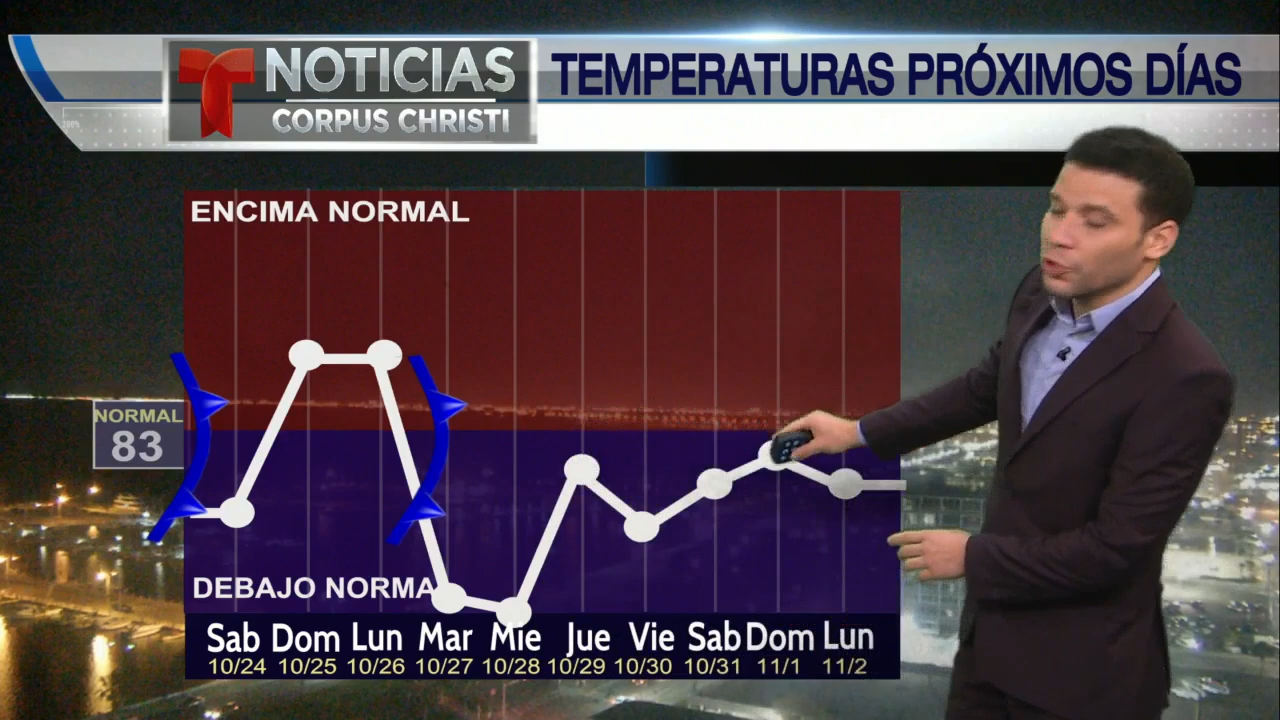 NOTICIAS
CORPUS CHRISTI
TEMPERATURAS PRÓXIMOS DÍAS
ENCIMA NORMAL
NORMAL
83
DEBAJO NORMA
Sab Dom Lun Mar Mie Jue Vie Sab Dom Lun
10/24 10/25 10/26 10/27 10/28 10/29 10/30 10/31 11/1 11/2